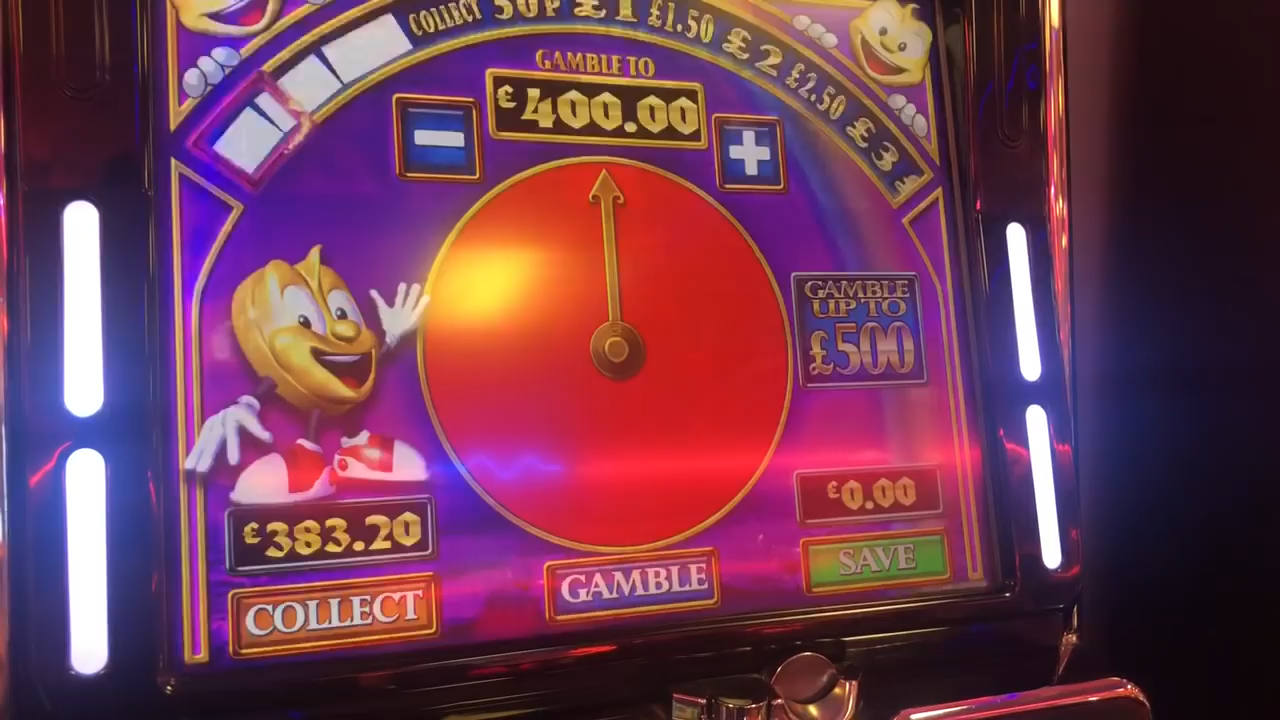 COLLECT 50P £1 £1.50 £2 £2.50 £3 £
GAMBLE TO
£400.00
−
+
GAMBLE
UP TO
£500
£383.20
£0.00
COLLECT
GAMBLE
SAVE